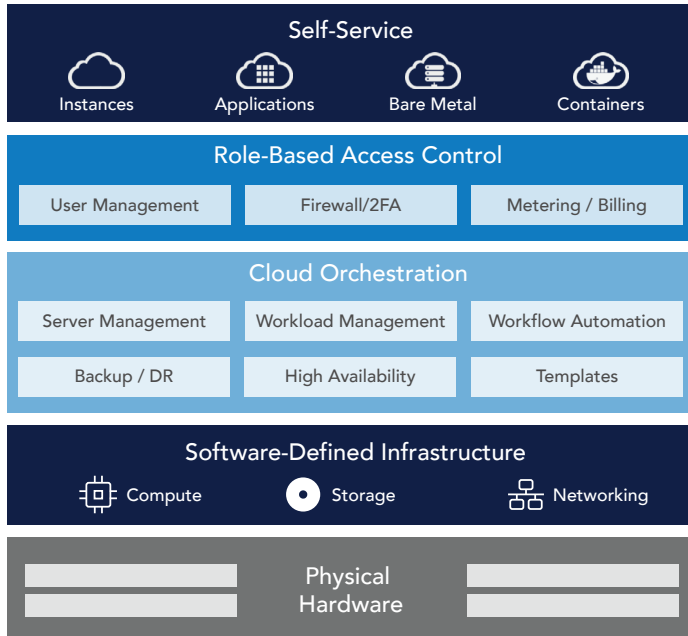 Self-Service
Instances
Applications
Bare Metal
Containers
Role-Based Access Control
User Management
Firewall/2FA
Metering / Billing
Cloud Orchestration
Server Management
Workload Management
Workflow Automation
Backup / DR
High Availability
Templates
Software-Defined Infrastructure
Compute
Storage
Networking
Physical
Hardware